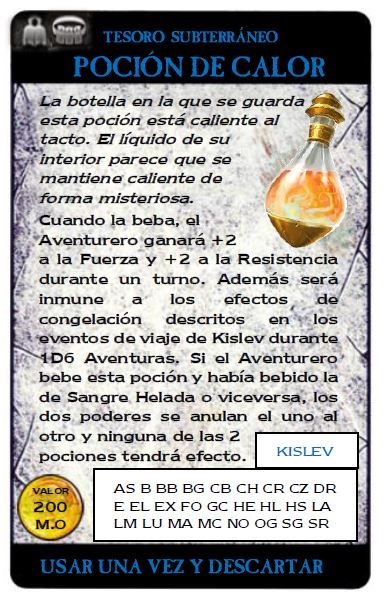 TESORO SUBTERRÁNEO
POCIÓN DE CALOR
La botella en la que se guarda
esta poción está caliente al
tacto. El líquido de su
interior parece que se
mantiene caliente de
forma misteriosa.
Cuando la beba, el
Aventurero ganará +2
a la Fuerza y +2 a la Resistencia
durante un turno. Además será
inmune a los efectos de
congelación descritos en los
eventos de viaje de Kislev durante
1D6 Aventuras. Si el Aventurero
bebe esta poción y había bebido la
de Sangre Helada o viceversa, los
dos poderes se anulan el uno al
otro y ninguna de las 2
pociones tendrá efecto.
KISLEV
VALOR
200
M.O
AS B BB BG CB CH CR CZ DR
E EL EX FO GC HE HL HS LA
LM LU MA MC NO OG SG SR
USAR UNA VEZ Y DESCARTAR